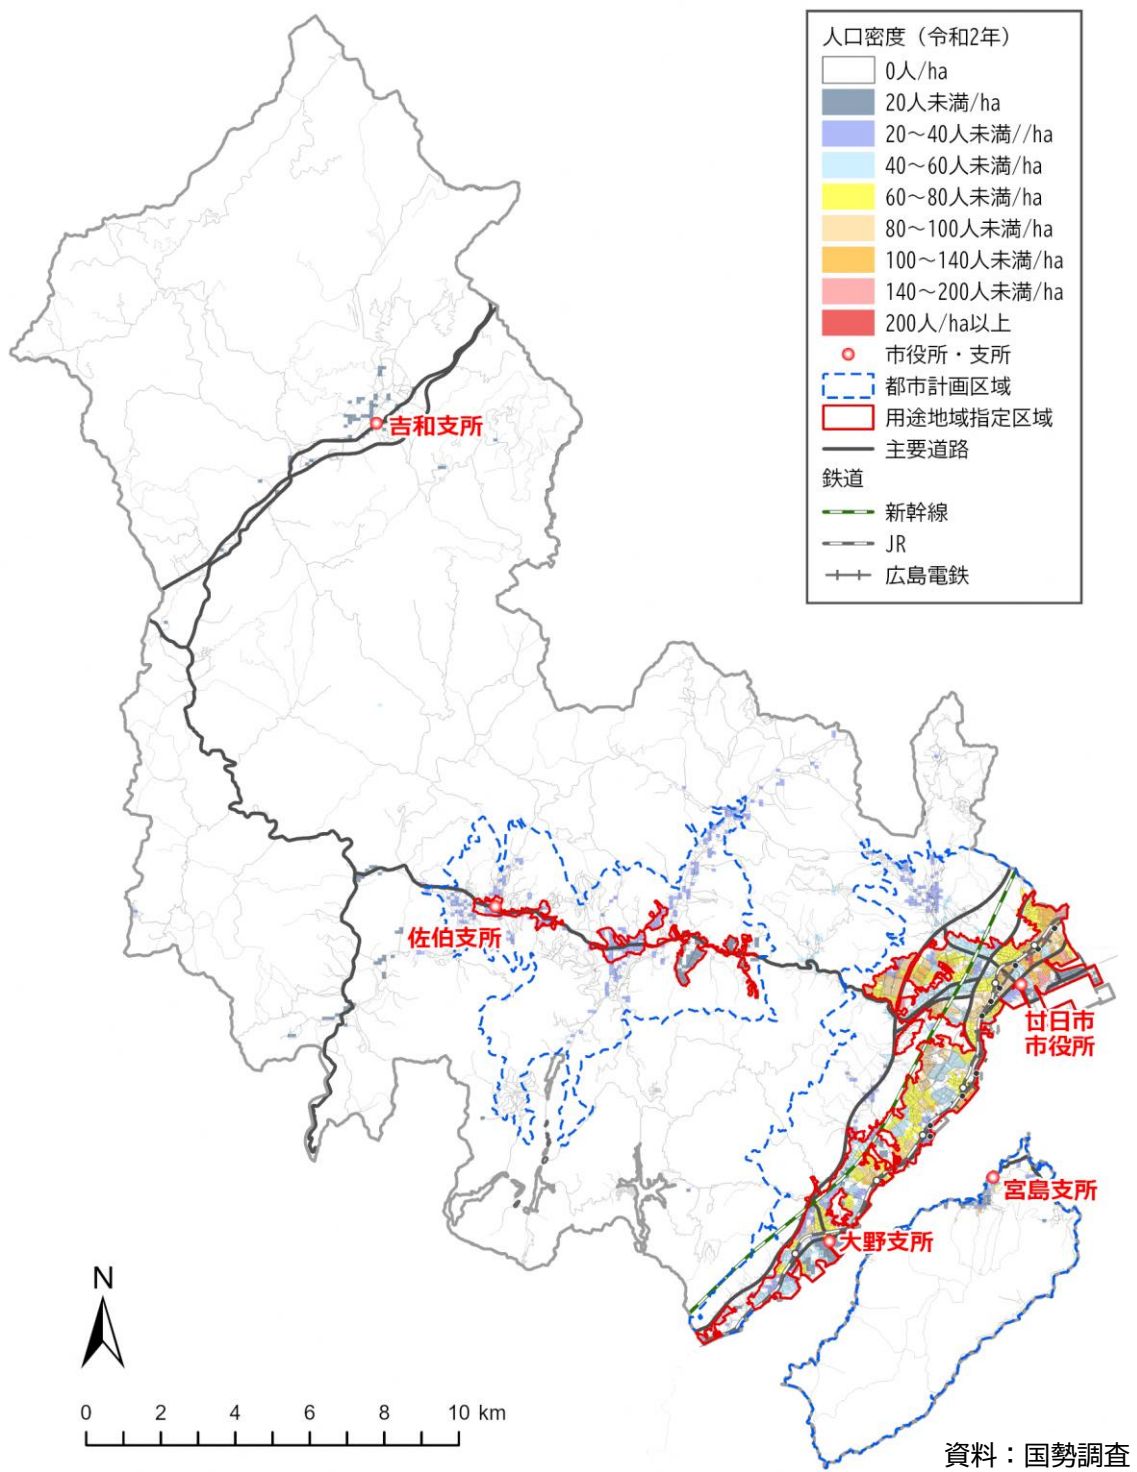 人口密度（令和2年）
0人/ha
20人未満/ha
20～40人未満//ha
40～60人未満/ha
60～80人未満/ha
80～100人未満/ha
100～140人未満/ha
140～200人未満/ha
200人/ha以上
市役所・支所
都市計画区域
用途地域指定区域
主要道路
鉄道
新幹線
JR
広島電鉄
吉和支所
佐伯支所
廿日市
市役所
宮島支所
大野支所
N
0 2 4 6 8 10 km
資料：国勢調査